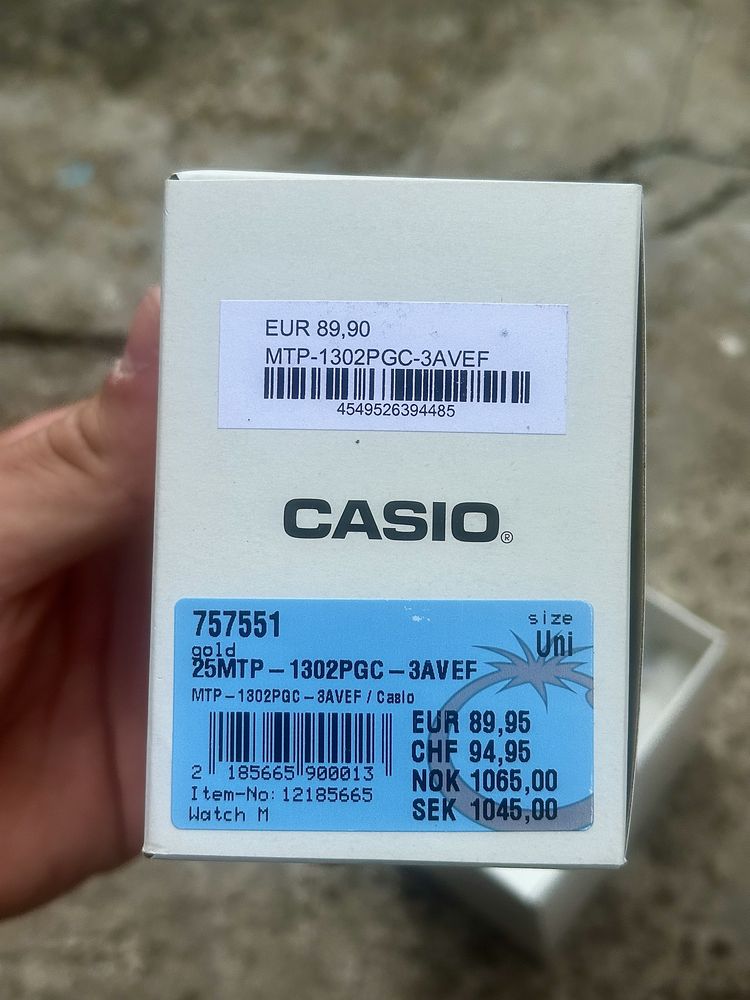 EUR 89,90
MTP-1302PGC-3AVEF
4549526394485
CASIO®
757551
size
gold
Uni
25MTP-1302PGC-3AVEF
MTP-1302PGC-3AVEF / Casio
EUR 89,95
CHF 94,95
2 185665 900013
NOK 1065,00
Item-No: 12185665
SEK 1045,00
Watch M